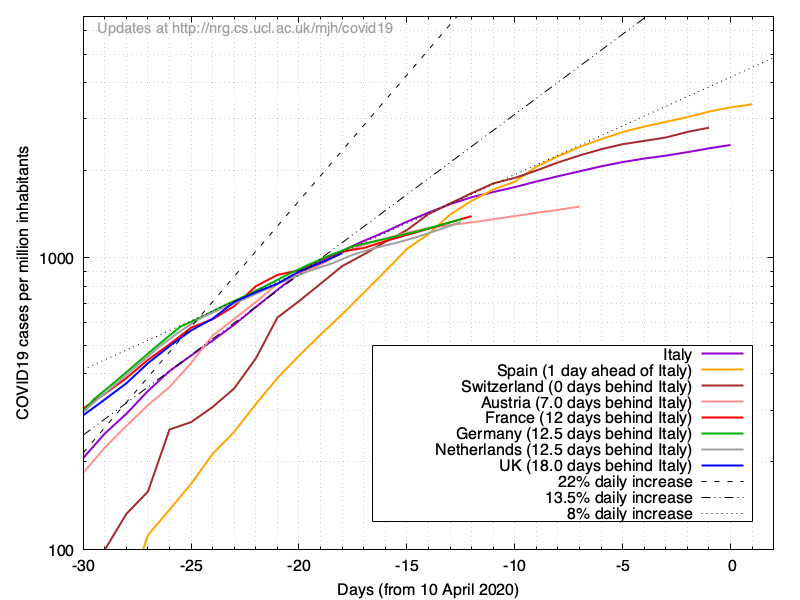 Updates at http://nrg.cs.ucl.ac.uk/mjh/covid19
COVID19 cases per million inhabitants
1000
100
Italy
Spain (1 day ahead of Italy)
Switzerland (0 days behind Italy)
Austria (7.0 days behind Italy)
France (12 days behind Italy)
Germany (12.5 days behind Italy)
Netherlands (12.5 days behind Italy)
UK (18.0 days behind Italy)
22% daily increase
13.5% daily increase
8% daily increase
-30 -25 -20 -15 -10 -5 0
Days (from 10 April 2020)